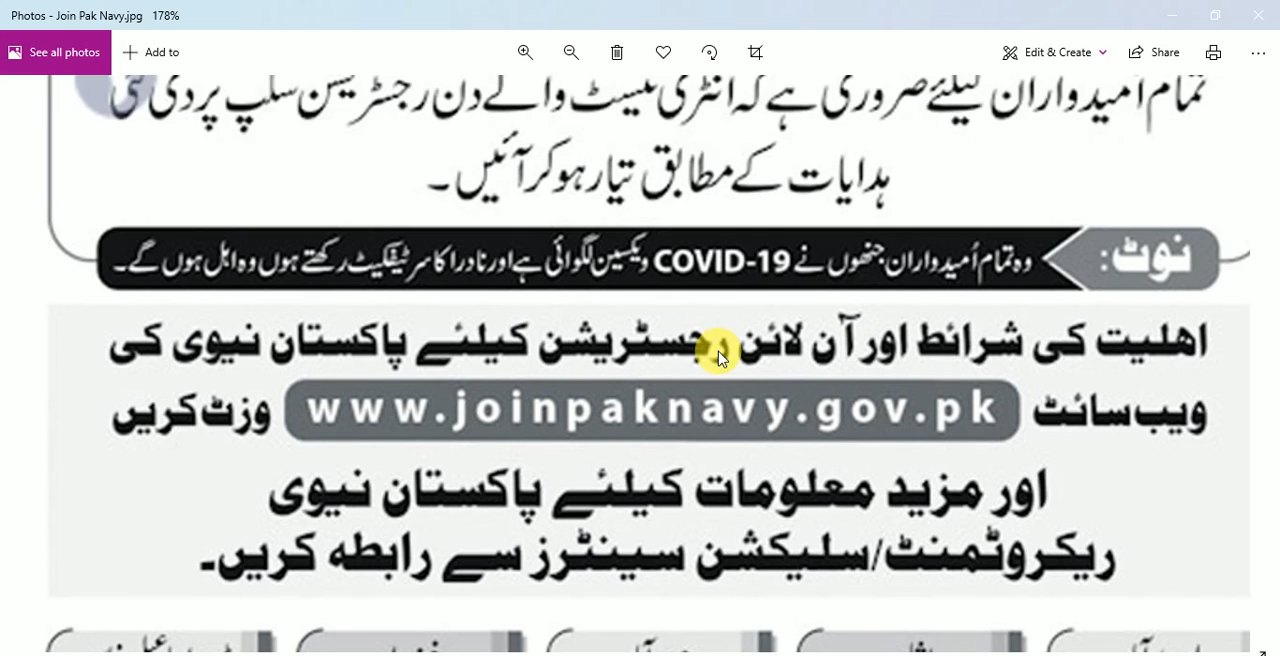 Photos - Join Pak Navy.jpg 178%
See all photos
Add to
Edit & Create
Share
تمام امیدواران کیلئے ضروری ہے کہ انٹری ٹیسٹ والے دن رجسٹریشن سلپ پر دی گئی
ہدایات کے مطابق تیار ہو کر آئیں۔
نوٹ: وہ تمام اُمیدواران جنھوں نے COVID-19 ویکسین لگوائی ہے اور نادرا کا سرٹیفکیٹ رکھتے ہوں وہ اہل ہوں گے۔
اھلیت کی شرائط اور آن لائن رجسٹریشن کیلئے پاکستان نیوی کی
ویب سائٹ www.joinpaknavy.gov.pk وزٹ کریں
اور مزید معلومات کیلئے پاکستان نیوی
ریکروٹمنٹ/سلیکشن سینٹرز سے رابطہ کریں۔